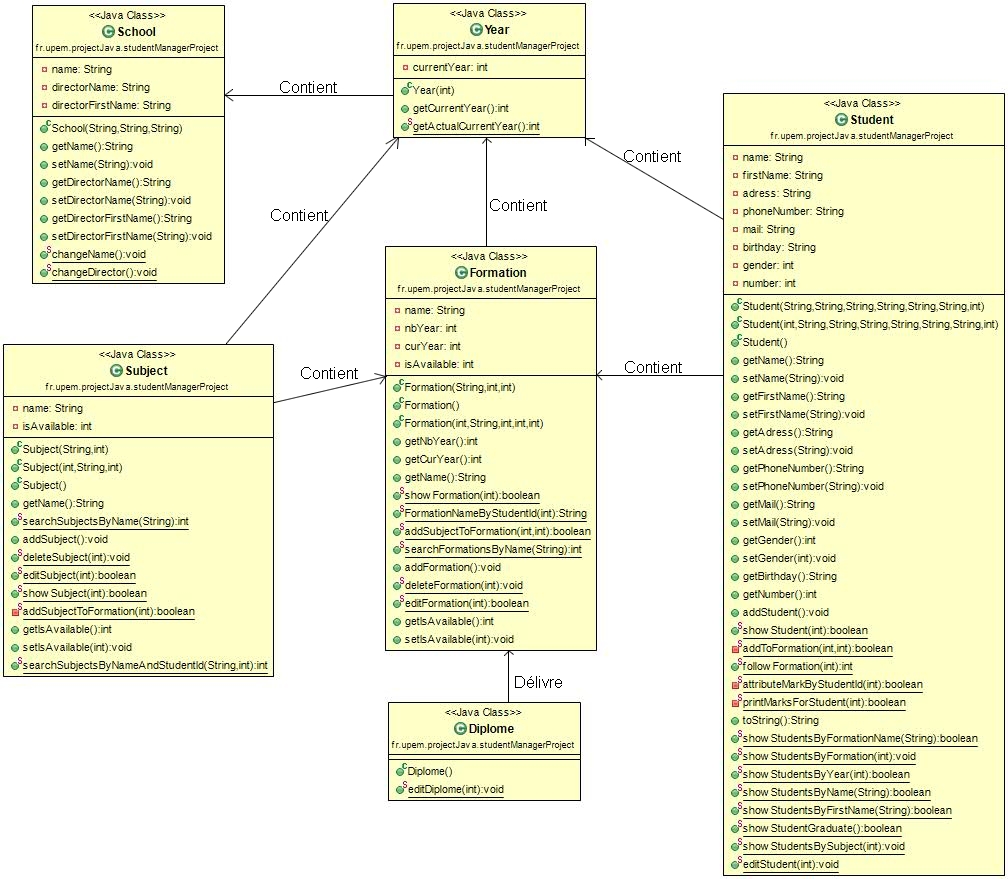 <<Java Class>>
School
fr.upem.projectJava.studentManagerProject
name: String
directorName: String
directorFirstName: String
School(String,String,String)
getName():String
setName(String):void
getDirectorName():String
setDirectorName(String):void
getDirectorFirstName():String
setDirectorFirstName(String):void
changeName():void
changeDirector():void
Contient
<<Java Class>>
Year
fr.upem.projectJava.studentManagerProject
currentYear: int
Year(int)
getCurrentYear():int
getActualCurrentYear():int
Contient
Contient
Contient
<<Java Class>>
Student
fr.upem.projectJava.studentManagerProject
name: String
firstName: String
adress: String
phoneNumber: String
mail: String
birthday: String
gender: int
number: int
Student(String,String,String,String,String,String,int)
Student(int,String,String,String,String,String,String,int)
Student()
getName():String
setName(String):void
getFirstName():String
setFirstName(String):void
getAdress():String
setAdress(String):void
getPhoneNumber():String
setPhoneNumber(String):void
getMail():String
setMail(String):void
getGender():int
setGender(int):void
getBirthday():String
getNumber():int
addStudent():void
showStudent(int):boolean
addToFormation(int,int):boolean
followFormation(int):int
attributeMarkByStudentId(int):boolean
printMarksForStudent(int):boolean
toString():String
showStudentsByFormationName(String):boolean
showStudentsByFormation(int):void
showStudentsByYear(int):boolean
showStudentsByName(String):boolean
showStudentsByFirstName(String):boolean
showStudentGraduate():boolean
showStudentsBySubject(int):void
editStudent(int):void
<<Java Class>>
Formation
fr.upem.projectJava.studentManagerProject
name: String
nbYear: int
curYear: int
isAvailable: int
Formation(String,int,int)
Formation()
Formation(int,String,int,int,int)
getNbYear():int
getCurYear():int
getName():String
showFormation(int):boolean
FormationNameByStudentId(int):String
addSubjectToFormation(int,int):boolean
searchFormationsByName(String):int
addFormation():void
deleteFormation(int):void
editFormation(int):boolean
getIsAvailable():int
setIsAvailable(int):void
Contient
Contient
<<Java Class>>
Subject
fr.upem.projectJava.studentManagerProject
name: String
isAvailable: int
Subject(String,int)
Subject(int,String,int)
Subject()
getName():String
searchSubjectsByName(String):int
addSubject():void
deleteSubject(int):void
editSubject(int):boolean
showSubject(int):boolean
addSubjectToFormation(int):boolean
getIsAvailable():int
setIsAvailable(int):void
searchSubjectsByNameAndStudentId(String,int):int
Délivre
<<Java Class>>
Diplome
fr.upem.projectJava.studentManagerProject
Diplome()
editDiplome(int):void